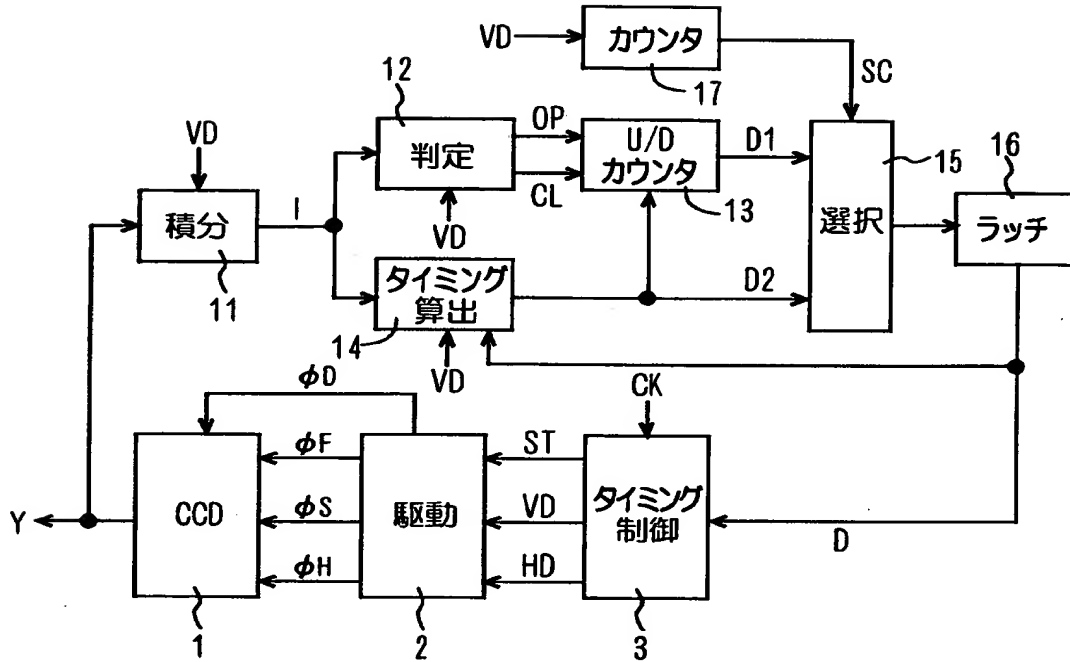 VD
カウンタ
17
SC
12
OP
CL
判定
VD
U/D
カウンタ
13
D1
15
選択
16
ラッチ
VD
積分
11
I
タイミング
算出
14
VD
D2
φD
CK
CCD
1
φF
φS
φH
駆動
2
ST
VD
HD
タイミング
制御
3
D
Y